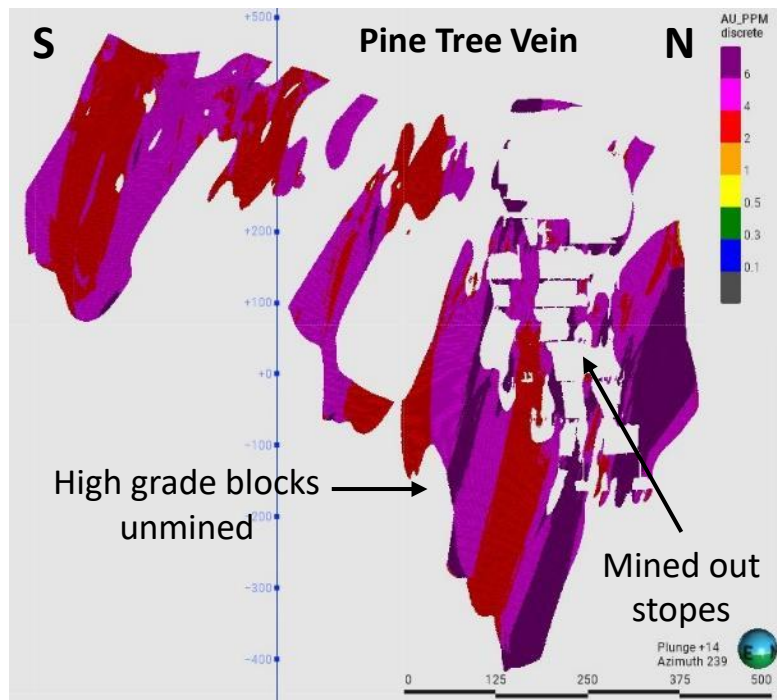 S
Pine Tree Vein
N
AU_PPM
discrete
6
4
2
1
0.5
0.3
0.1
+500
+200
+100
+0
-100
-200
-300
-400
High grade blocks
unmined
Mined out
stopes
Plunge +14
Azimuth 239
0
125
250
375
500